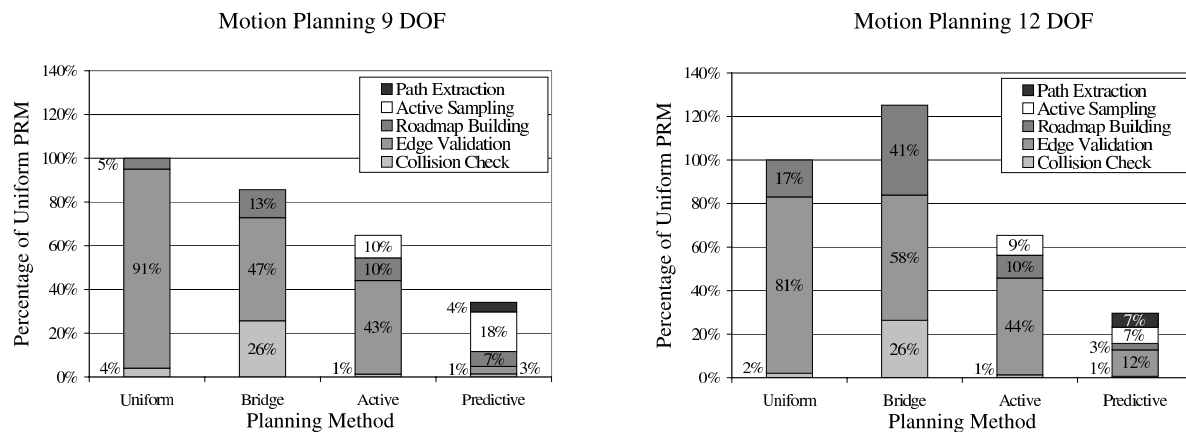 Motion Planning 9 DOF
Percentage of Uniform PRM
140%
120%
100%
80%
60%
40%
20%
0%
Path Extraction
Active Sampling
Roadmap Building
Edge Validation
Collision Check
5%
91%
4%
13%
47%
26%
10%
10%
43%
1%
4%
18%
7%
1%
3%
Uniform
Bridge
Active
Predictive
Planning Method
Motion Planning 12 DOF
Percentage of Uniform PRM
140%
120%
100%
80%
60%
40%
20%
0%
Path Extraction
Active Sampling
Roadmap Building
Edge Validation
Collision Check
17%
81%
2%
41%
58%
26%
9%
10%
44%
1%
7%
7%
3%
12%
1%
Uniform
Bridge
Active
Predictive
Planning Method